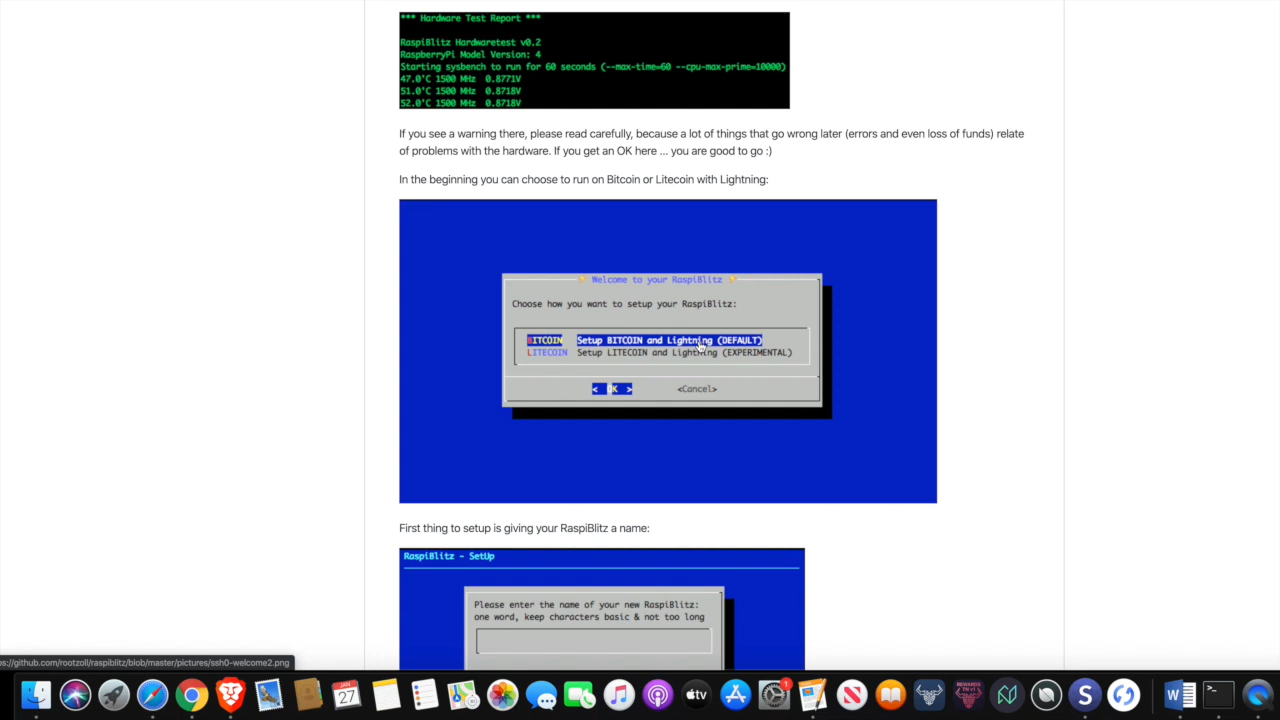 *** Hardware Test Report ***
RaspiBlitz Hardwaretest v0.2
RaspberryPi Model Version: 4
Starting sysbench to run for 60 seconds (--max-time=60 --cpu-max-prime=10000)
47.0'C 1500 MHz 0.8771V
51.0'C 1500 MHz 0.8718V
52.0'C 1500 MHz 0.8718V
If you see a warning there, please read carefully, because a lot of things that go wrong later (errors and even loss of funds) relate
of problems with the hardware. If you get an OK here ... you are good to go :)
In the beginning you can choose to run on Bitcoin or Litecoin with Lightning:
Welcome to your RaspiBlitz
Choose how you want to setup your RaspiBlitz:
BITCOIN Setup BITCOIN and Lightning (DEFAULT)
LITECOIN Setup LITECOIN and Lightning (EXPERIMENTAL)
< OK > <Cancel>
First thing to setup is giving your RaspiBlitz a name:
RaspiBlitz - SetUp
Please enter the name of your new RaspiBlitz:
one word, keep characters basic & not too long
ps://github.com/rootzoll/raspiblitz/blob/master/pictures/ssh0-welcome2.png
JAN
27
tv
1
REWARDS
S
W
>_